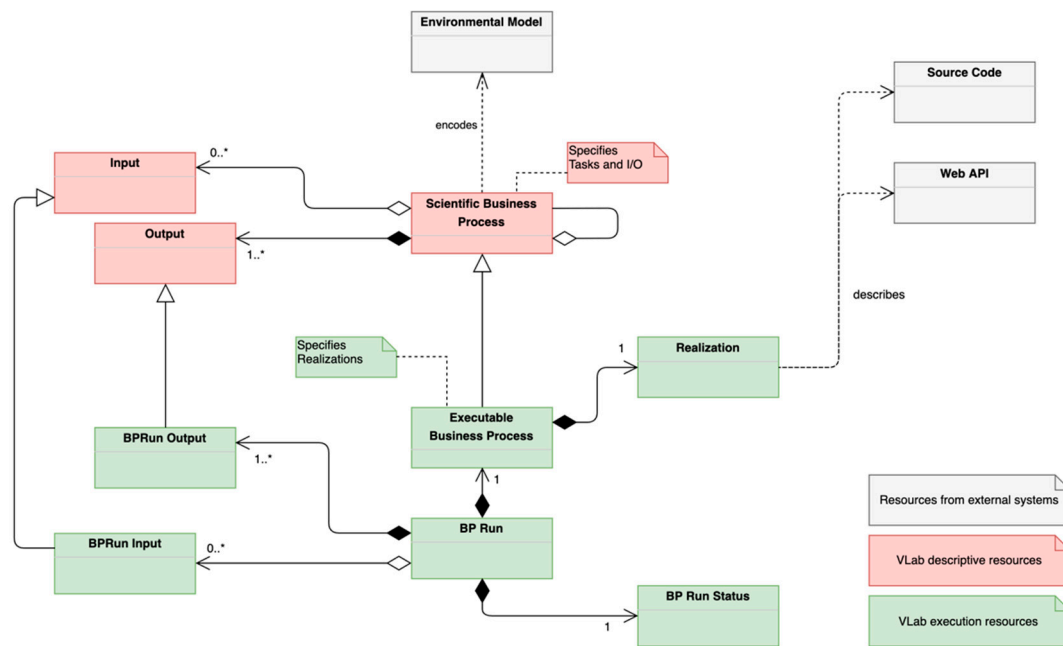 Environmental Model
Source Code
encodes
Specifies
Tasks and I/O
0..*
Input
Web API
Scientific Business
Process
Output
1..*
describes
Specifies
Realizations
1
Realization
Executable
Business Process
BPRun Output
1..*
1
Resources from external systems
BP Run
BPRun Input
0..*
VLab descriptive resources
BP Run Status
1
VLab execution resources